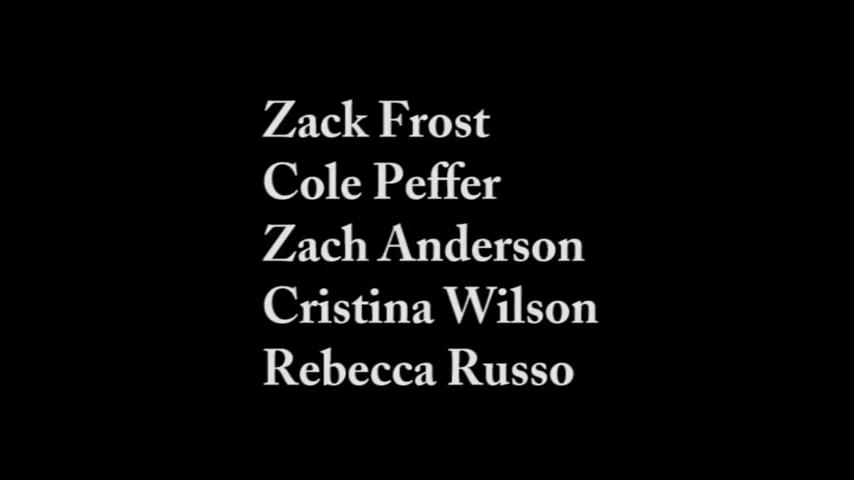 Zack Frost
Cole Peffer
Zach Anderson
Cristina Wilson
Rebecca Russo